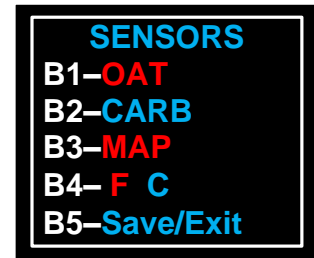 SENSORS
B1–OAT
B2–CARB
B3–MAP
B4– F C
B5–Save/Exit